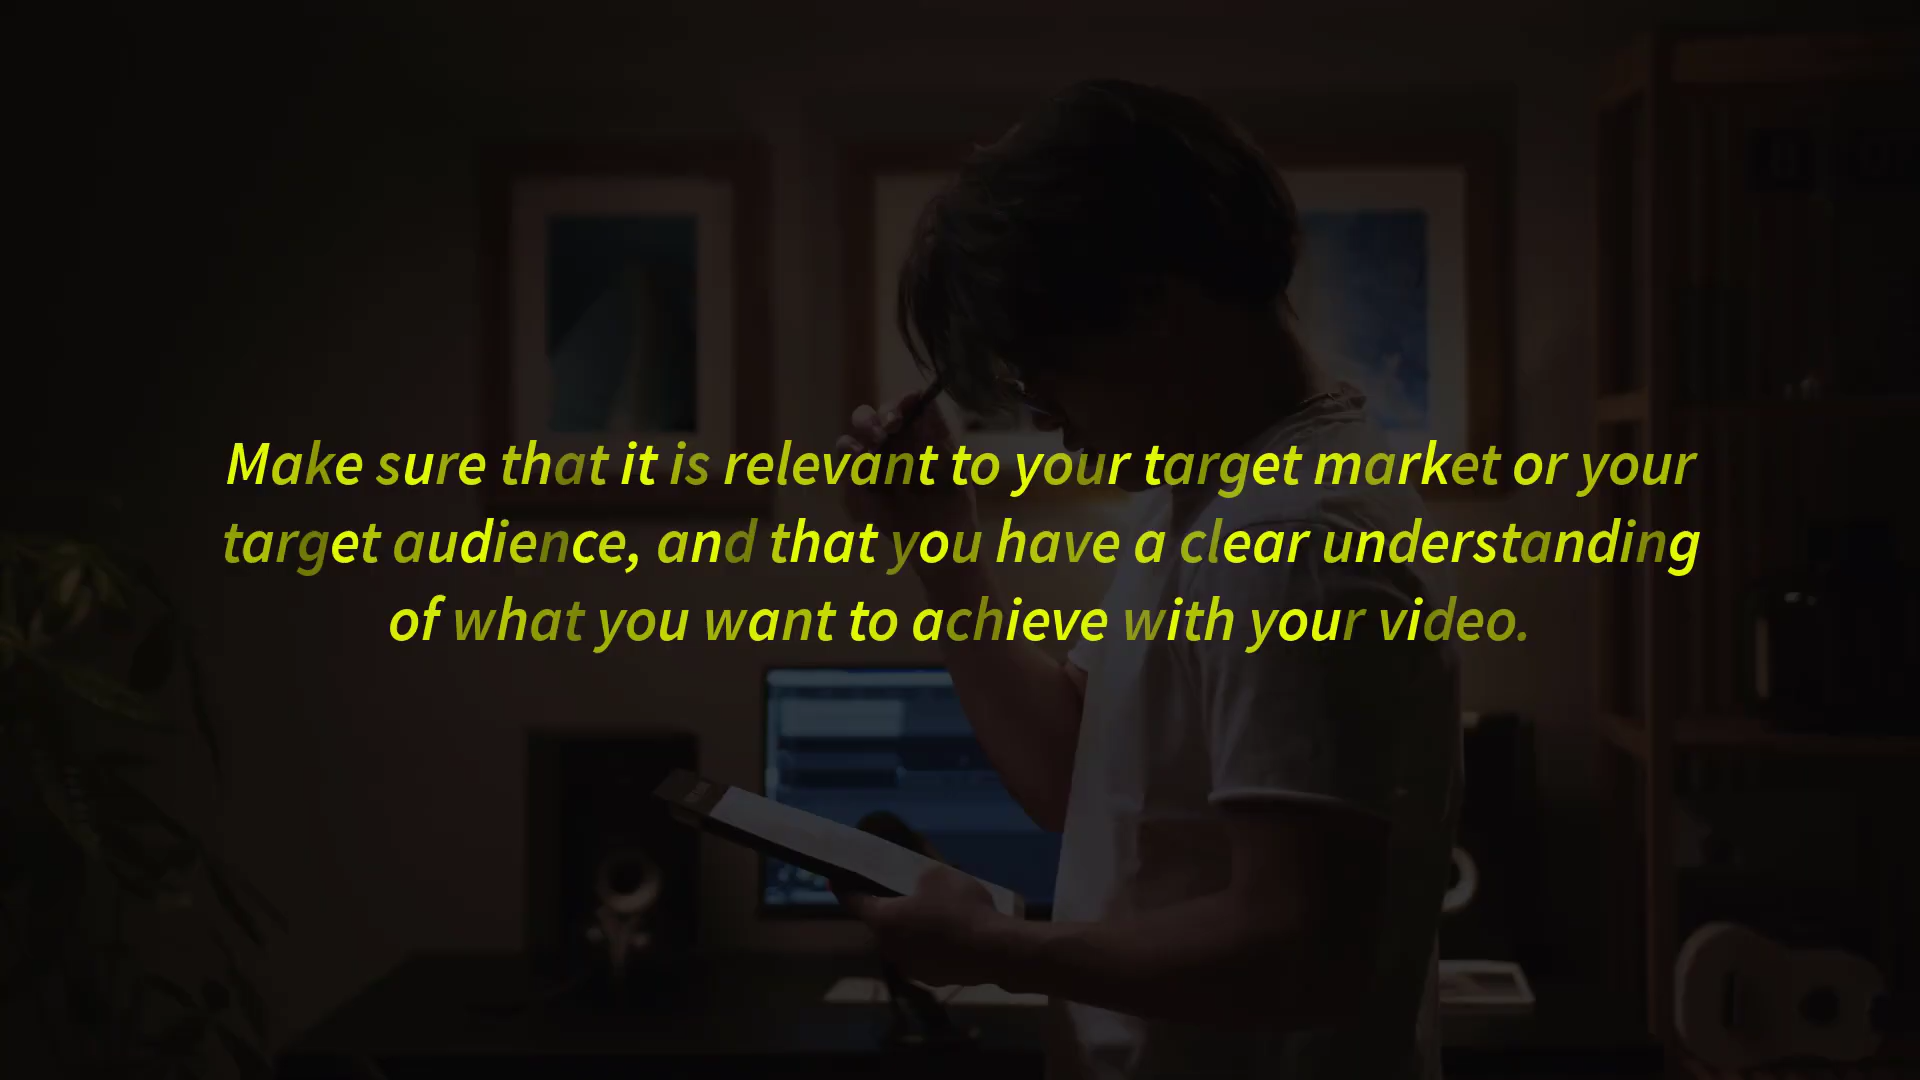 Make sure that it is relevant to your target market or your
target audience, and that you have a clear understanding
of what you want to achieve with your video.